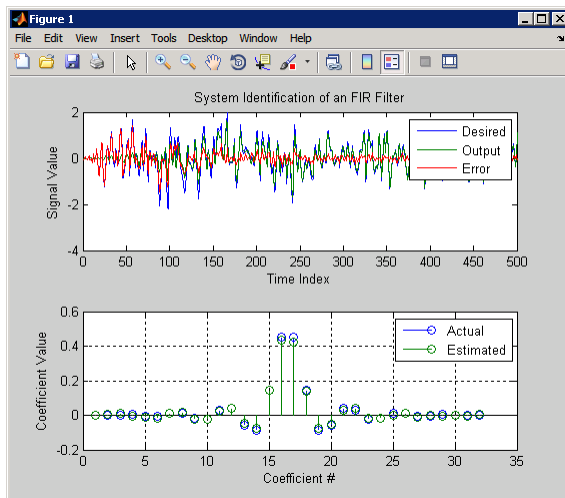 Figure 1
File Edit View Insert Tools Desktop Window Help
System Identification of an FIR Filter
Signal Value
2
0
-2
-4
Desired
Output
Error
0 50 100 150 200 250 300 350 400 450 500
Time Index
Coefficient Value
0.6
0.4
0.2
0
-0.2
Actual
Estimated
0 5 10 15 20 25 30 35
Coefficient #